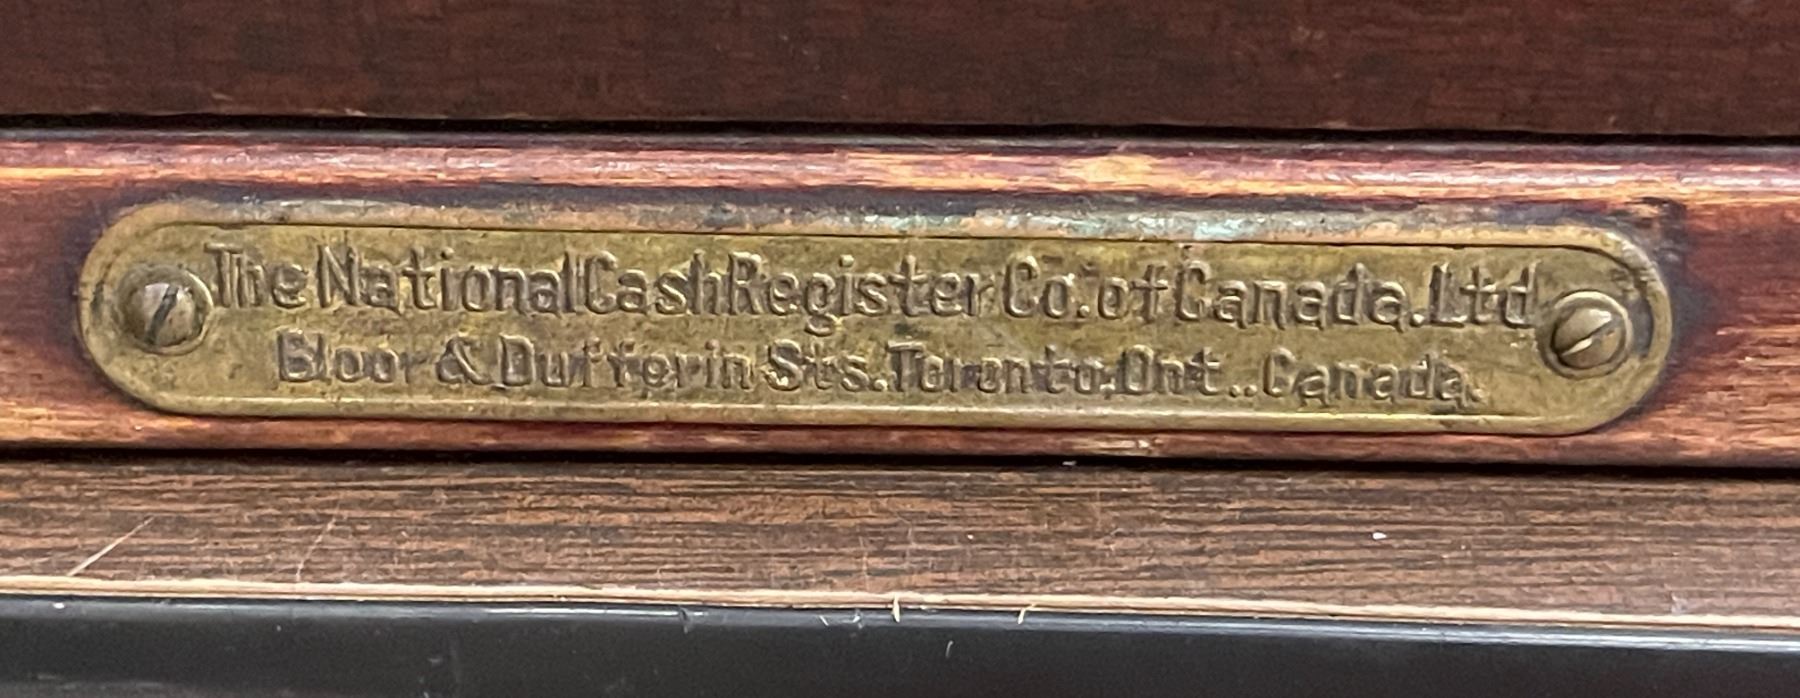 The National Cash Register Co. of Canada. Ltd
Bloor & Dufferin Sts. Toronto, Ont.. Canada.